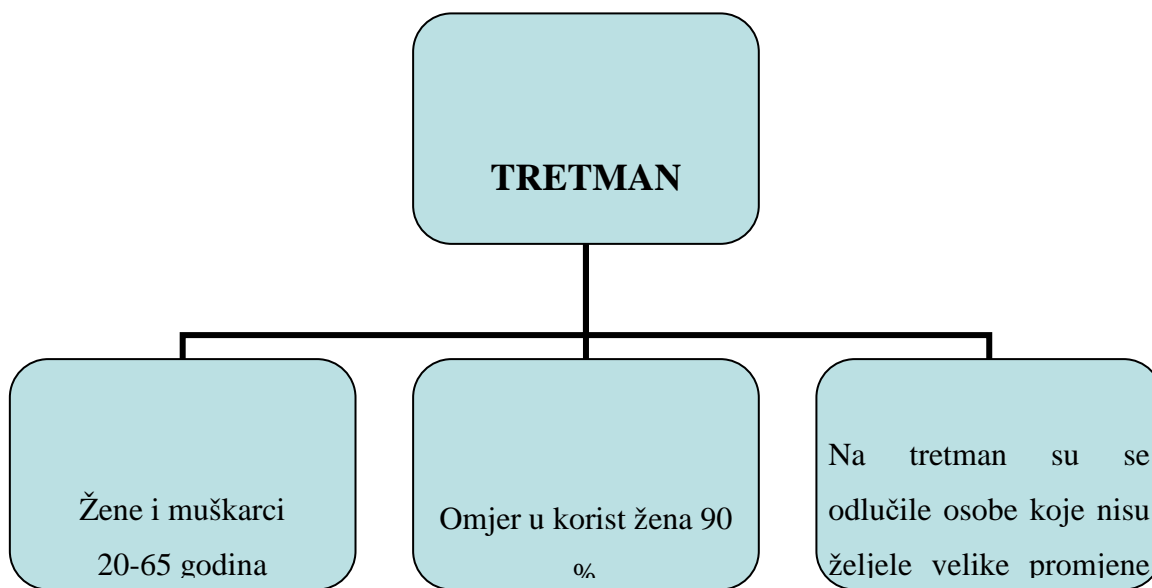 TRETMAN
Žene i muškarci
20-65 godina
Omjer u korist žena 90
%
Na tretman su se
odlučile osobe koje nisu
željele velike promjene